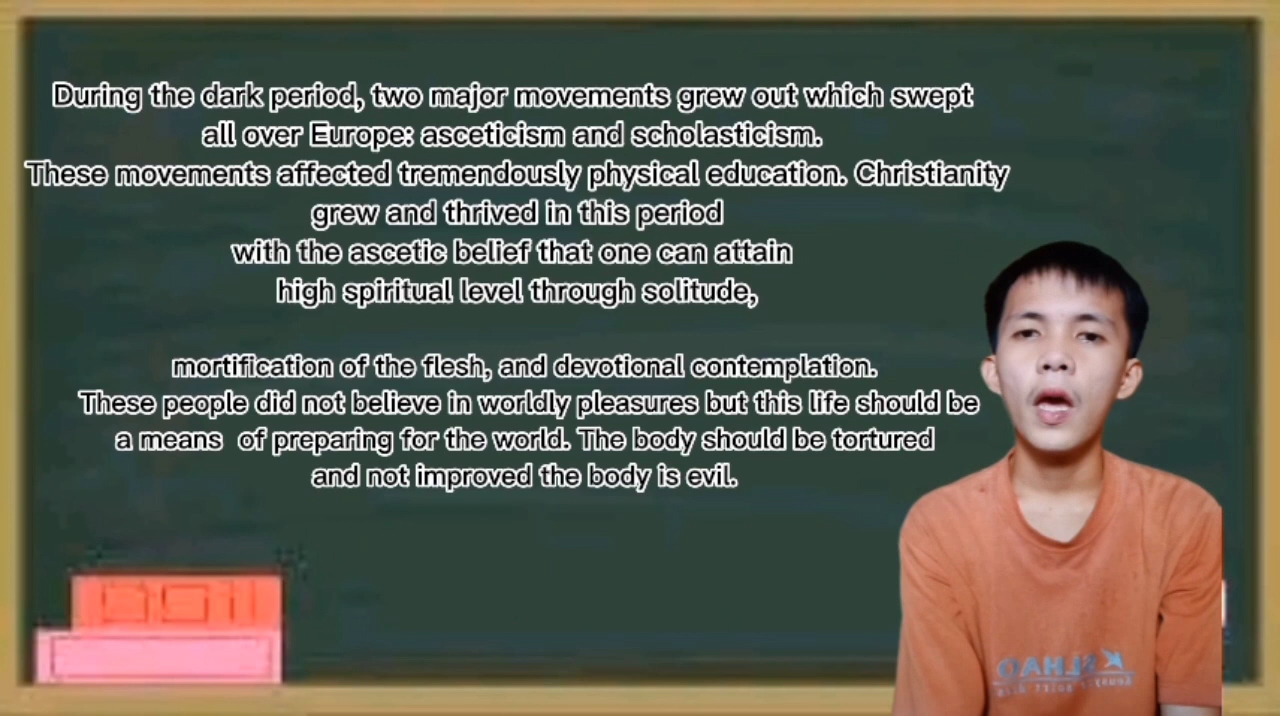 During the dark period, two major movements grew out which swept
all over Europe: asceticism and scholasticism.
These movements affected tremendously physical education. Christianity
grew and thrived in this period
with the ascetic belief that one can attain
high spiritual level through solitude,
mortification of the flesh, and devotional contemplation.
These people did not believe in worldly pleasures but this life should be
a means of preparing for the world. The body should be tortured
and not improved the body is evil.